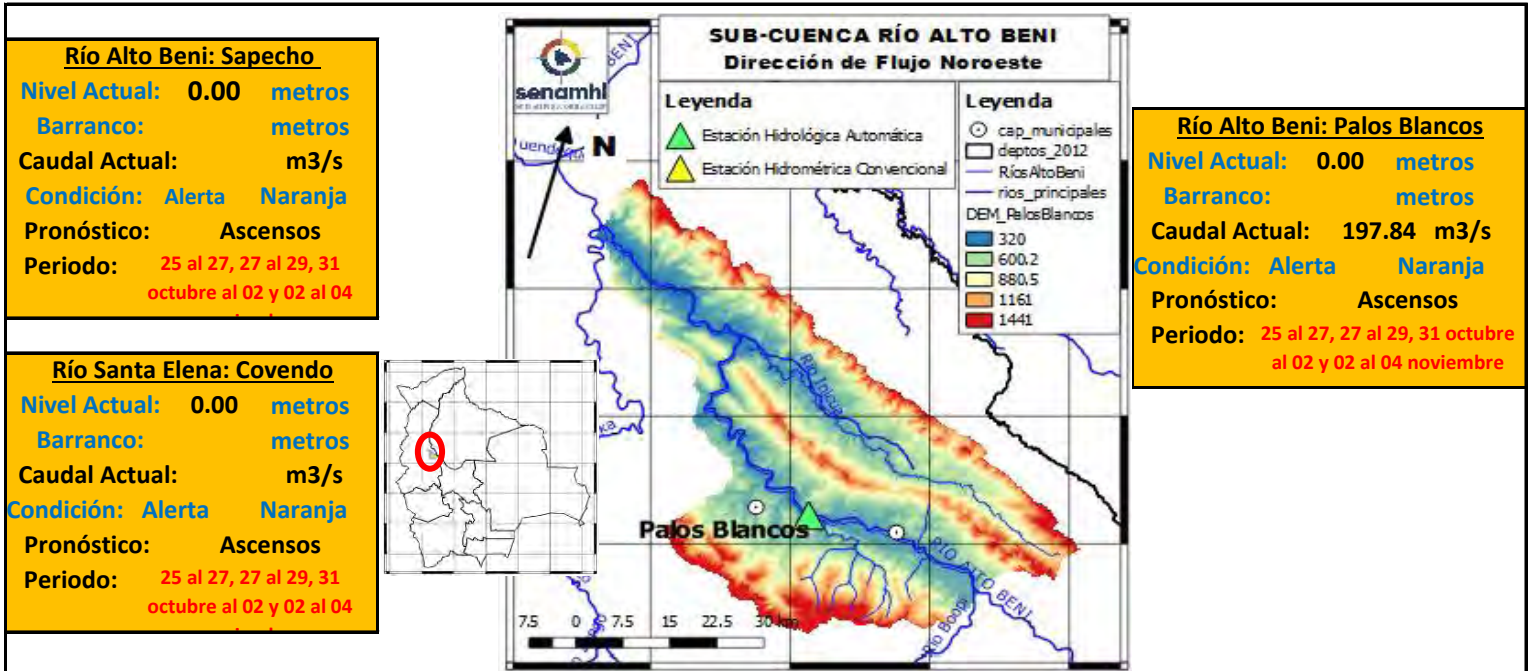 Río Alto Beni: Sapecho
Nivel Actual: 0.00 metros
Barranco: metros
Caudal Actual: m3/s
Condición: Alerta Naranja
Pronóstico: Ascensos
Periodo: 25 al 27, 27 al 29, 31
octubre al 02 y 02 al 04
Río Santa Elena: Covendo
Nivel Actual: 0.00 metros
Barranco: metros
Caudal Actual: m3/s
Condición: Alerta Naranja
Pronóstico: Ascensos
Periodo: 25 al 27, 27 al 29, 31
octubre al 02 y 02 al 04
senamhi
N
SUB-CUENCA RÍO ALTO BENI
Dirección de Flujo Noroeste
Leyenda
Estación Hidrológica Automática
Estación Hidrométrica Convencional
Leyenda
cap_municipales
deptos_2012
RíosAltoBeni
rios_principales
DEM_PalosBlancos
320
600.2
880.5
1161
1441
BENI
uendeque
ka
Río Inicua
Palos Blancos
RÍO ALTO BENI
Río Boopi
7.5 0 7.5 15 22.5 30 km
Río Alto Beni: Palos Blancos
Nivel Actual: 0.00 metros
Barranco: metros
Caudal Actual: 197.84 m3/s
Condición: Alerta Naranja
Pronóstico: Ascensos
Periodo: 25 al 27, 27 al 29, 31 octubre
al 02 y 02 al 04 noviembre